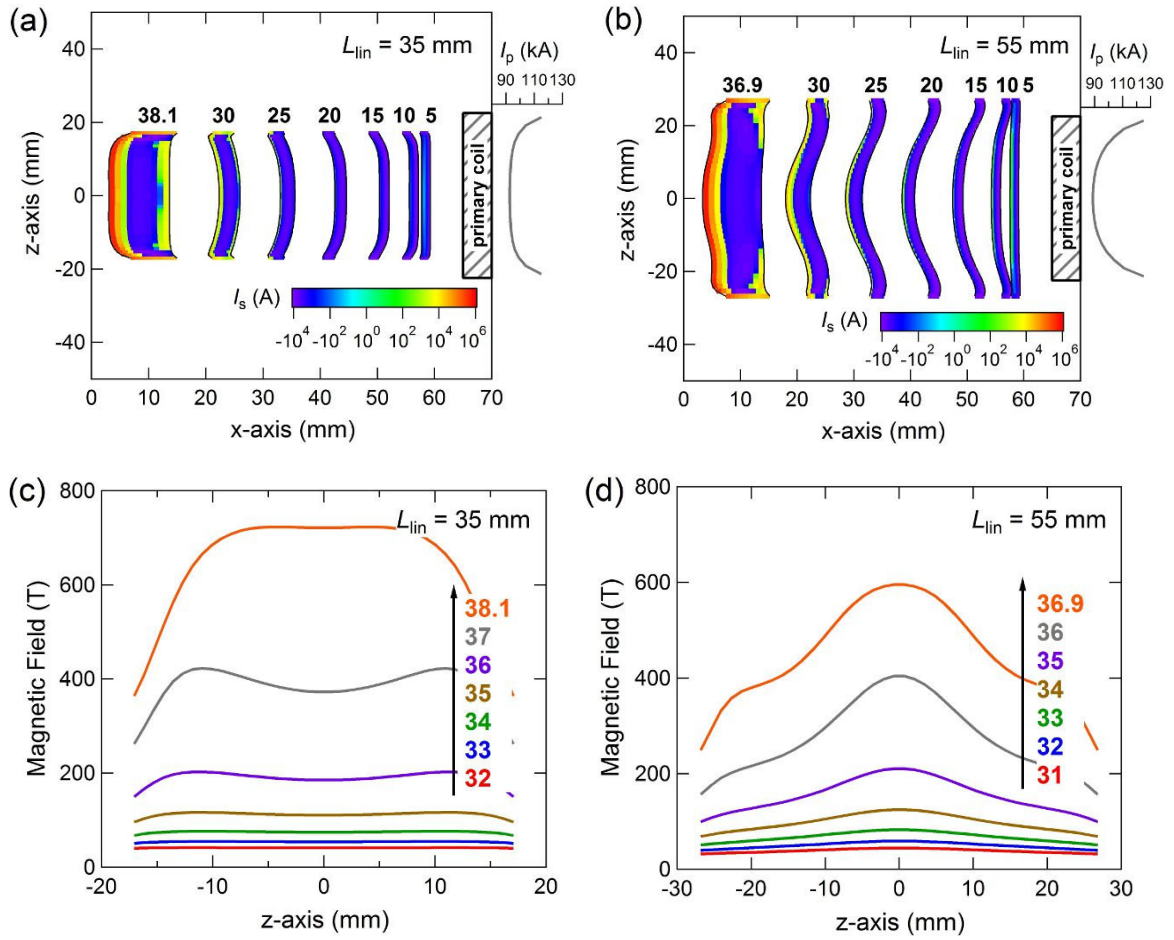 (a)
L_lin = 35 mm
I_p (kA)
90 110 130
38.1 30 25 20 15 10 5
primary coil
I_s (A)
-10^4 -10^2 10^0 10^2 10^4 10^6
40
20
0
-20
-40
z-axis (mm)
0 10 20 30 40 50 60 70
x-axis (mm)
(b)
L_lin = 55 mm
I_p (kA)
90 110 130
36.9 30 25 20 15 10 5
primary coil
I_s (A)
-10^4 -10^2 10^0 10^2 10^4 10^6
40
20
0
-20
-40
z-axis (mm)
0 10 20 30 40 50 60 70
x-axis (mm)
(c)
L_lin = 35 mm
800
600
400
200
0
Magnetic Field (T)
38.1
37
36
35
34
33
32
-20 -10 0 10 20
z-axis (mm)
(d)
L_lin = 55 mm
800
600
400
200
0
Magnetic Field (T)
36.9
36
35
34
33
32
31
-30 -20 -10 0 10 20 30
z-axis (mm)